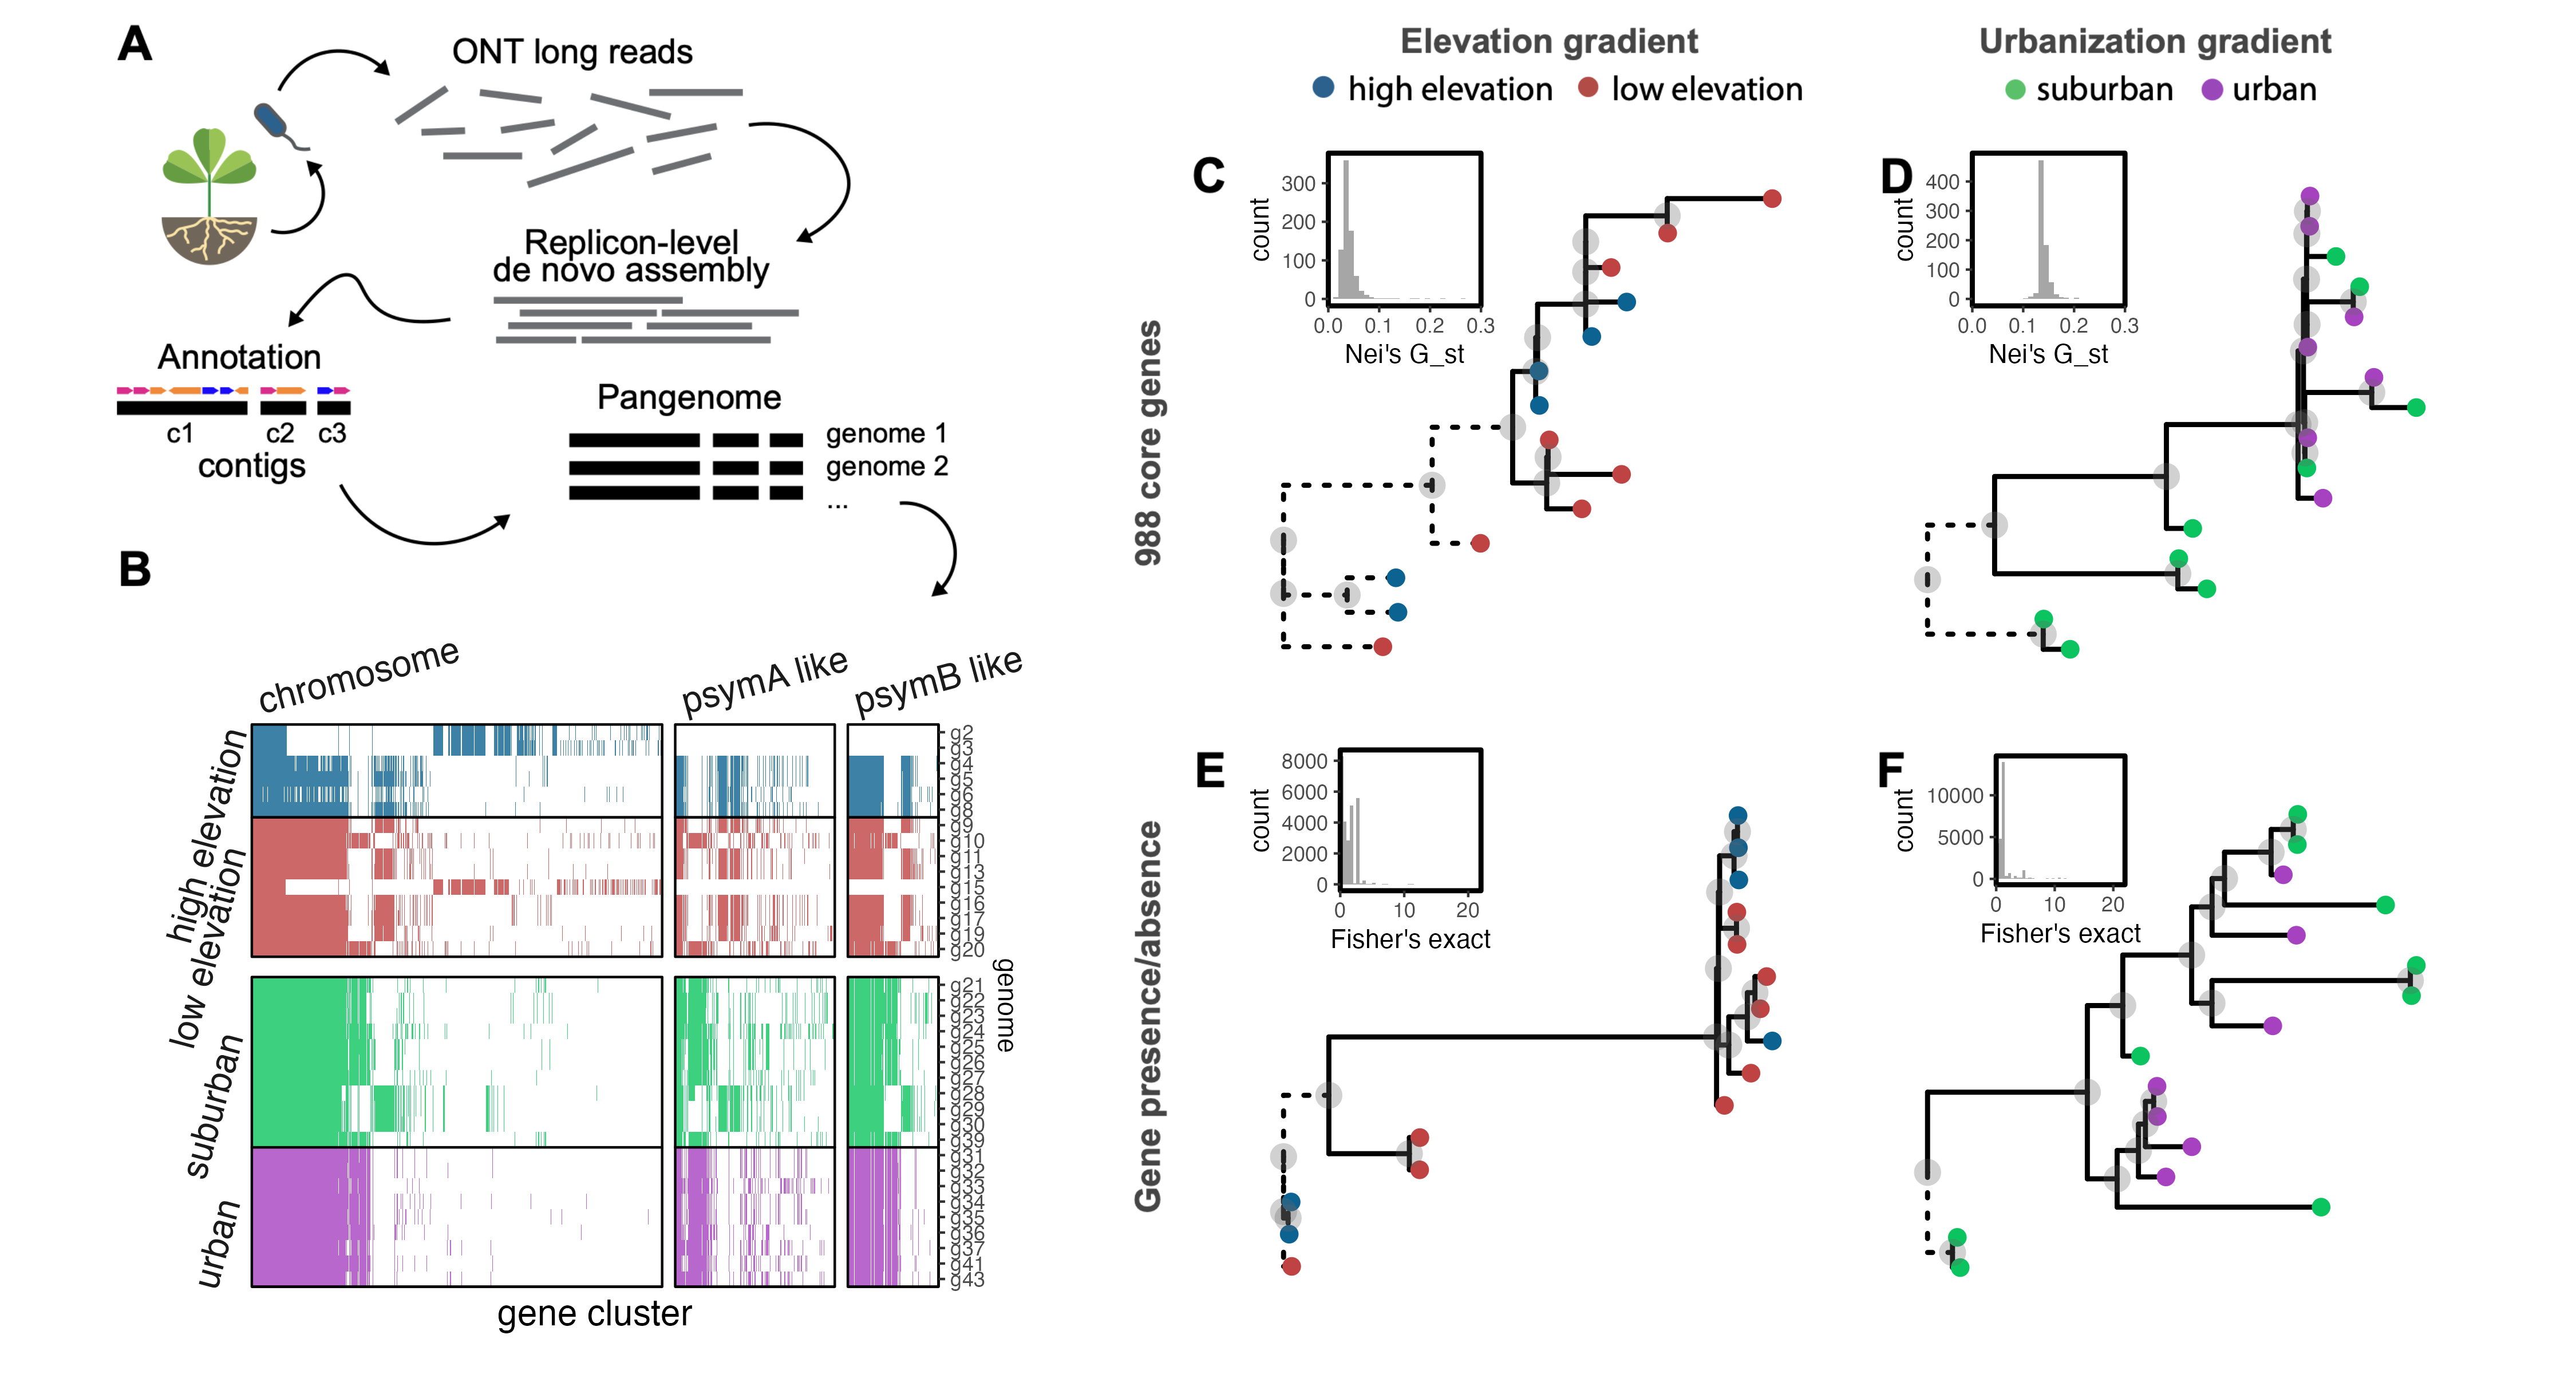 A
ONT long reads
Replicon-level
de novo assembly
Annotation
c1
c2
c3
contigs
Pangenome
genome 1
genome 2
...
B
chromosome
psymA like
psymB like
high elevation
low elevation
suburban
urban
g2
g3
g4
g5
g6
g8
g9
g10
g11
g13
g15
g16
g17
g19
g20
g21
g22
g23
g24
g25
g26
g27
g28
g29
g30
g39
g31
g32
g33
g34
g35
g36
g37
g41
g43
genome
gene cluster
Elevation gradient
high elevation
low elevation
Urbanization gradient
suburban
urban
988 core genes
C
count
300
200
100
0
0.0
0.1
0.2
0.3
Nei's G_st
D
count
400
300
200
100
0
0.0
0.1
0.2
0.3
Nei's G_st
Gene presence/absence
E
count
8000
6000
4000
2000
0
0
10
20
Fisher's exact
F
count
10000
5000
0
0
10
20
Fisher's exact